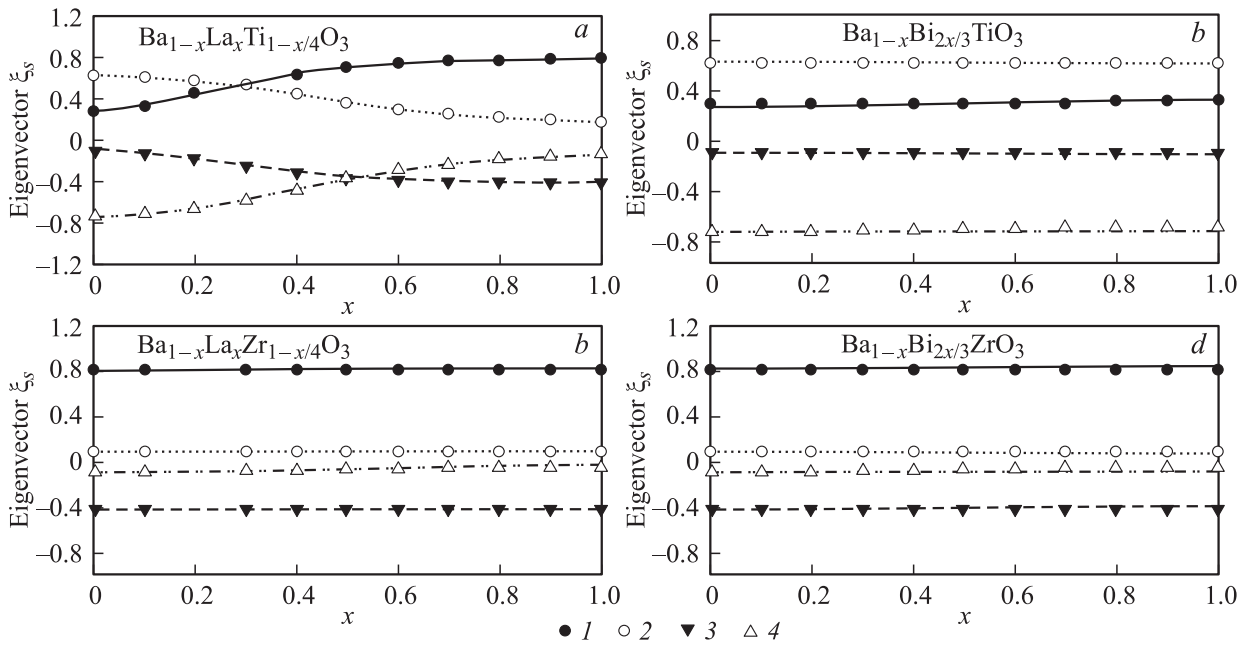 Ba1−xLaxTi1−x/4O3
a
Eigenvector ξs
1.2
0.8
0.4
0
−0.4
−0.8
−1.2
0 0.2 0.4 0.6 0.8 1.0
x
Ba1−xBi2x/3TiO3
b
Eigenvector ξs
0.8
0.4
0
−0.4
−0.8
0 0.2 0.4 0.6 0.8 1.0
x
Ba1−xLaxZr1−x/4O3
b
Eigenvector ξs
1.2
0.8
0.4
0
−0.4
−0.8
0 0.2 0.4 0.6 0.8 1.0
x
Ba1−xBi2x/3ZrO3
d
Eigenvector ξs
1.2
0.8
0.4
0
−0.4
−0.8
0 0.2 0.4 0.6 0.8 1.0
x
1 2 3 4